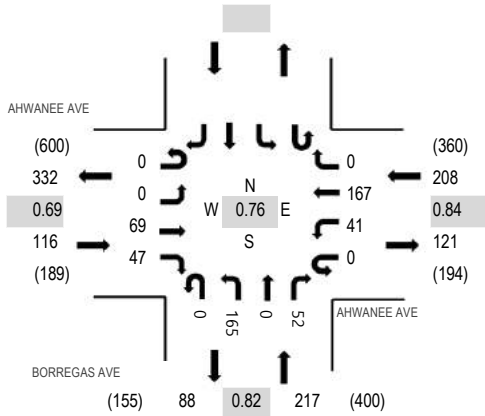 AHWANEE AVE
(600) (360)
332 0 0 208
0 N 167
0.69 W 0.76 E 0.84
116 69 S 41 121
47 0
(189) (194)
0 165 0 52
AHWANEE AVE
BORREGAS AVE
(155) 88 0.82 217 (400)